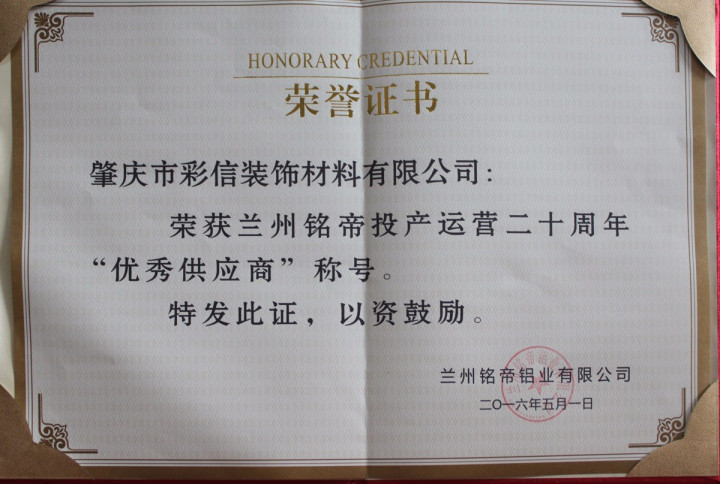 HONORARY CREDENTIAL
荣誉证书
肇庆市彩信装饰材料有限公司：
荣获兰州铭帝投产运营二十周年
“优秀供应商”称号。
特发此证，以资鼓励。
兰州铭帝铝业有限公司
二〇一六年五月一日